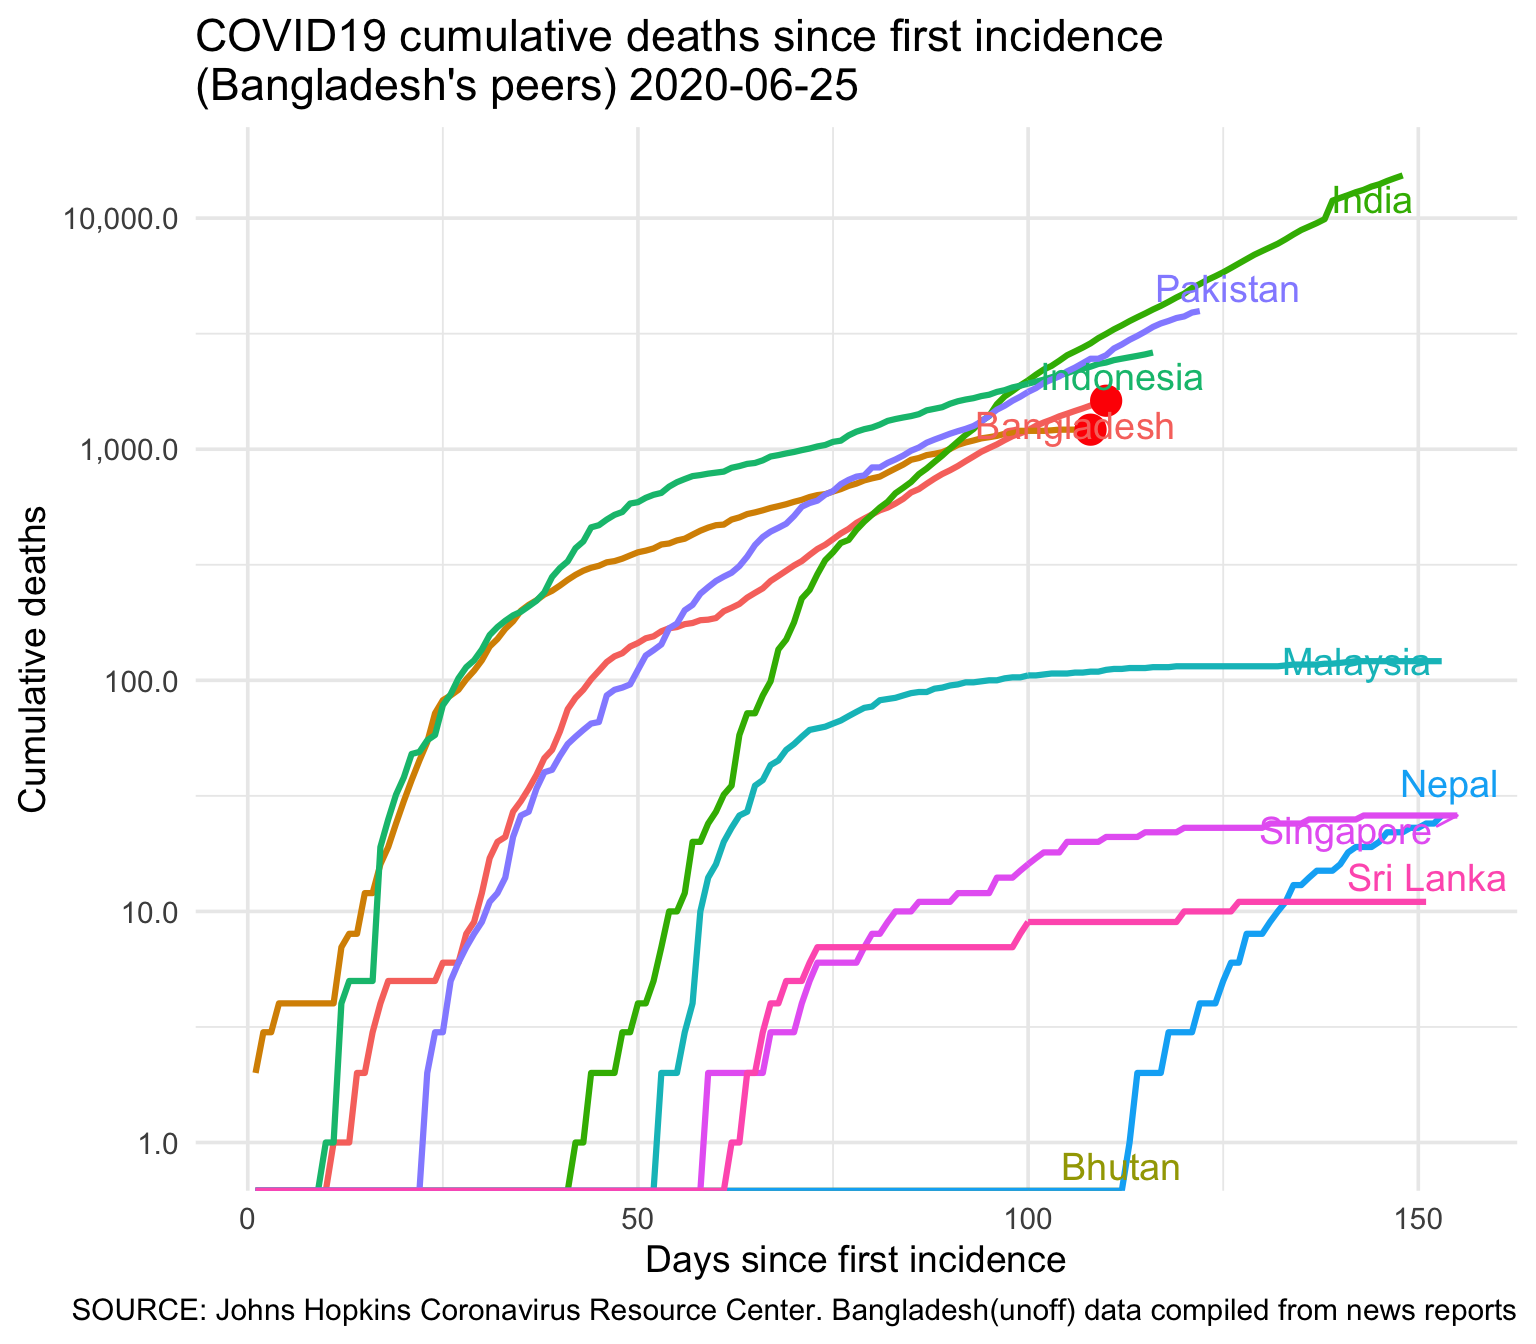 COVID19 cumulative deaths since first incidence
(Bangladesh's peers) 2020-06-25
10,000.0
1,000.0
100.0
10.0
1.0
Cumulative deaths
India
Pakistan
Indonesia
Bangladesh
Malaysia
Nepal
Singapore
Sri Lanka
Bhutan
0
50
100
150
Days since first incidence
SOURCE: Johns Hopkins Coronavirus Resource Center. Bangladesh(unoff) data compiled from news reports